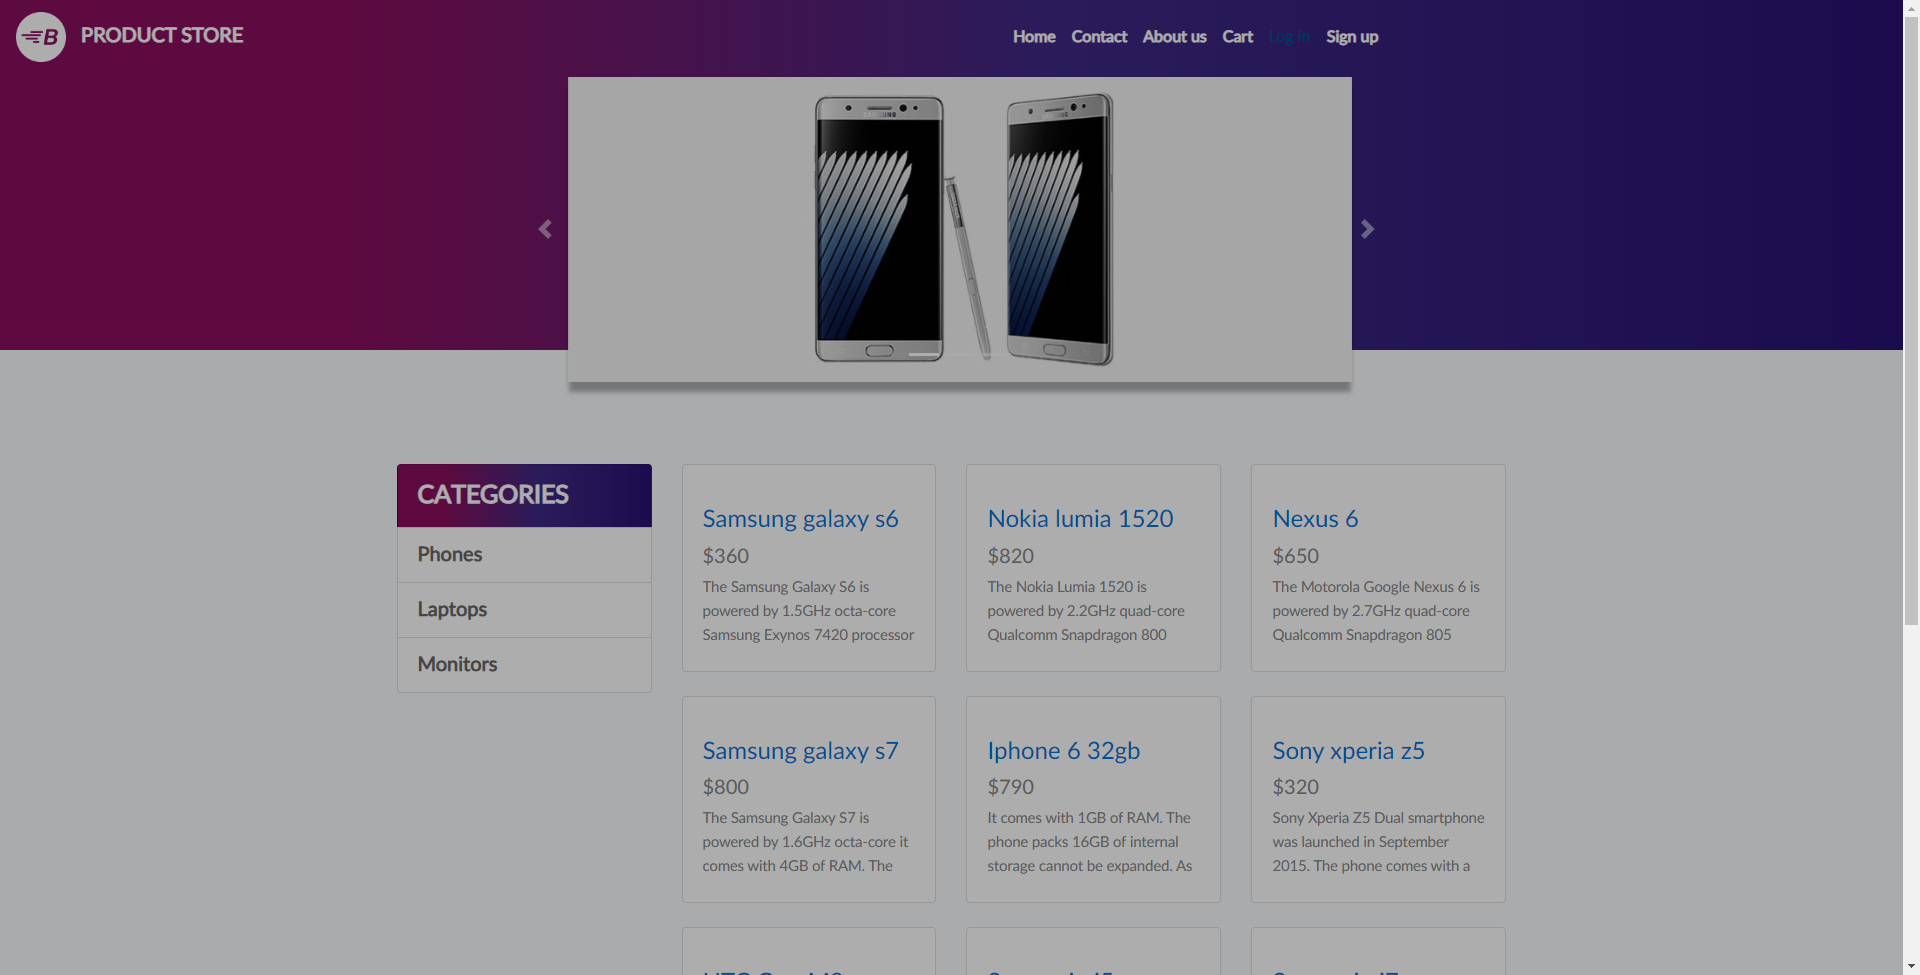 B PRODUCT STORE
Home Contact About us Cart Log in Sign up
SAMSUNG
CATEGORIES
Phones
Laptops
Monitors
Samsung galaxy s6
$360
The Samsung Galaxy S6 is
powered by 1.5GHz octa-core
Samsung Exynos 7420 processor
Nokia lumia 1520
$820
The Nokia Lumia 1520 is
powered by 2.2GHz quad-core
Qualcomm Snapdragon 800
Nexus 6
$650
The Motorola Google Nexus 6 is
powered by 2.7GHz quad-core
Qualcomm Snapdragon 805
Samsung galaxy s7
$800
The Samsung Galaxy S7 is
powered by 1.6GHz octa-core it
comes with 4GB of RAM. The
Iphone 6 32gb
$790
It comes with 1GB of RAM. The
phone packs 16GB of internal
storage cannot be expanded. As
Sony xperia z5
$320
Sony Xperia Z5 Dual smartphone
was launched in September
2015. The phone comes with a